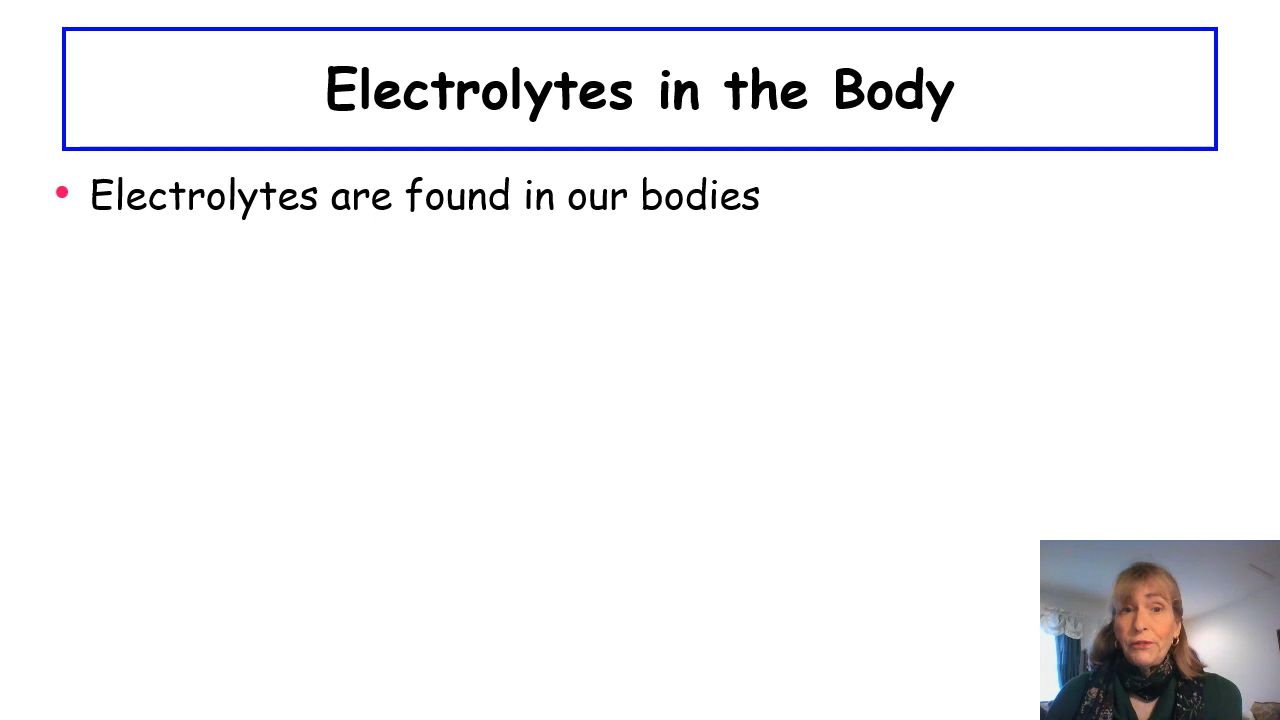 Electrolytes in the Body
• Electrolytes are found in our bodies